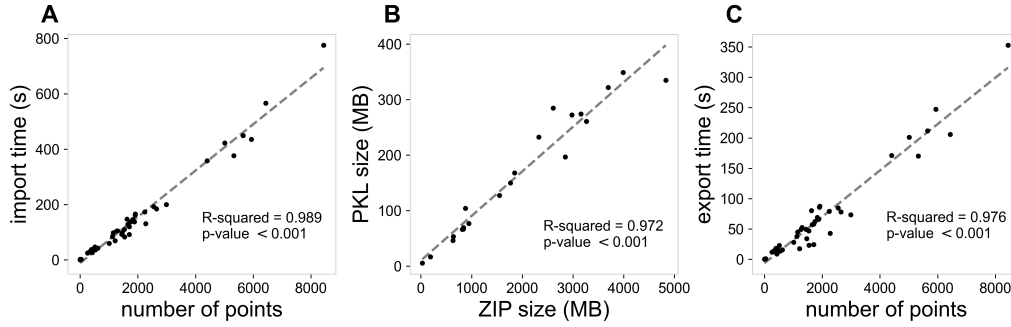 A
B
C
800
600
400
200
0
import time (s)
R-squared = 0.989
p-value < 0.001
0 2000 4000 6000 8000
number of points
400
300
200
100
0
PKL size (MB)
R-squared = 0.972
p-value < 0.001
0 1000 2000 3000 4000 5000
ZIP size (MB)
350
300
250
200
150
100
50
0
export time (s)
R-squared = 0.976
p-value < 0.001
0 2000 4000 6000 8000
number of points